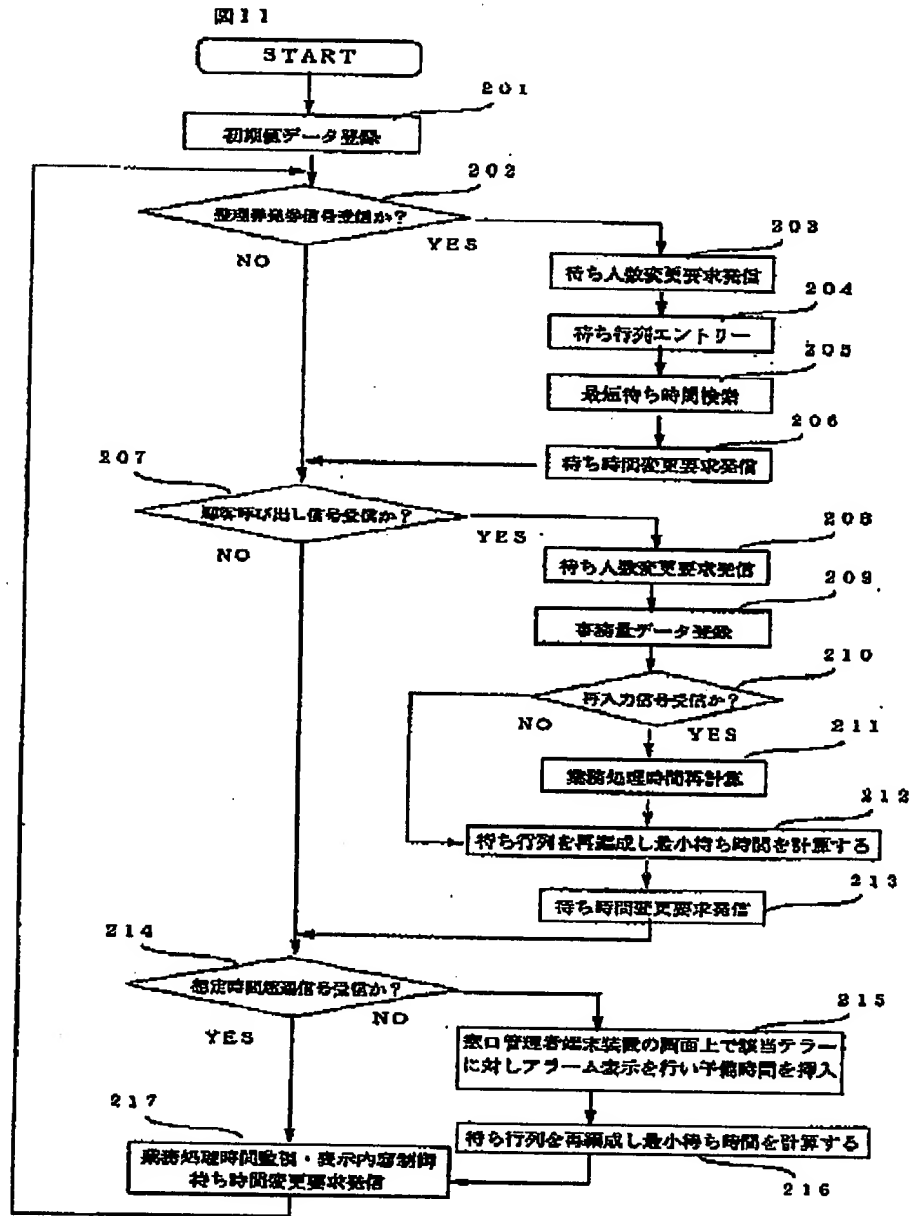 図11
START
201
初期値データ登録
202
整理券発券信号受信か?
NO
YES
203
待ち人数変更要求発信
204
待ち行列エントリー
205
最短待ち時間検索
206
待ち時間変更要求発信
207
顧客呼び出し信号受信か?
NO
YES
208
待ち人数変更要求発信
209
事務量データ登録
210
再入力信号受信か?
NO
YES
211
業務処理時間再計算
212
待ち行列を再編成し最小待ち時間を計算する
213
待ち時間変更要求発信
214
想定時間超過信号受信か?
YES
NO
215
窓口管理者端末装置の画面上で該当テラー
に対しアラーム表示を行い予備時間を挿入
217
待ち行列を再編成し最小待ち時間を計算する
業務処理時間監視・表示内容制御
待ち時間変更要求発信
216